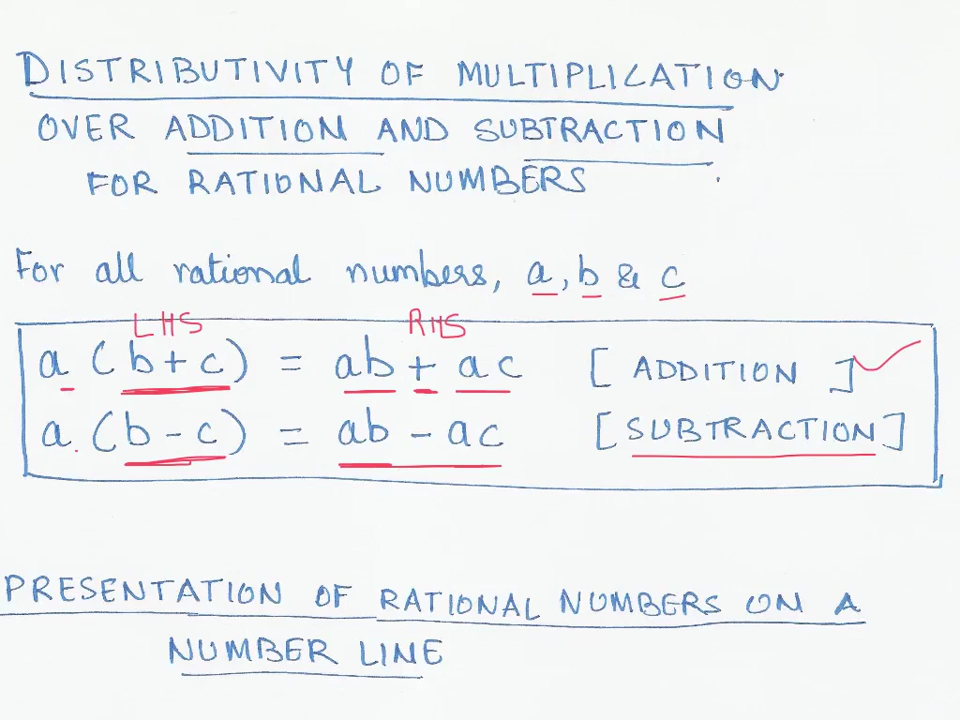 DISTRIBUTIVITY OF MULTIPLICATION
OVER ADDITION AND SUBTRACTION
FOR RATIONAL NUMBERS
For all rational numbers, a, b & c
LHS RHS
a (b + c) = ab + ac [ ADDITION ]
a. (b - c) = ab - ac [SUBTRACTION]
PRESENTATION OF RATIONAL NUMBERS ON A
NUMBER LINE